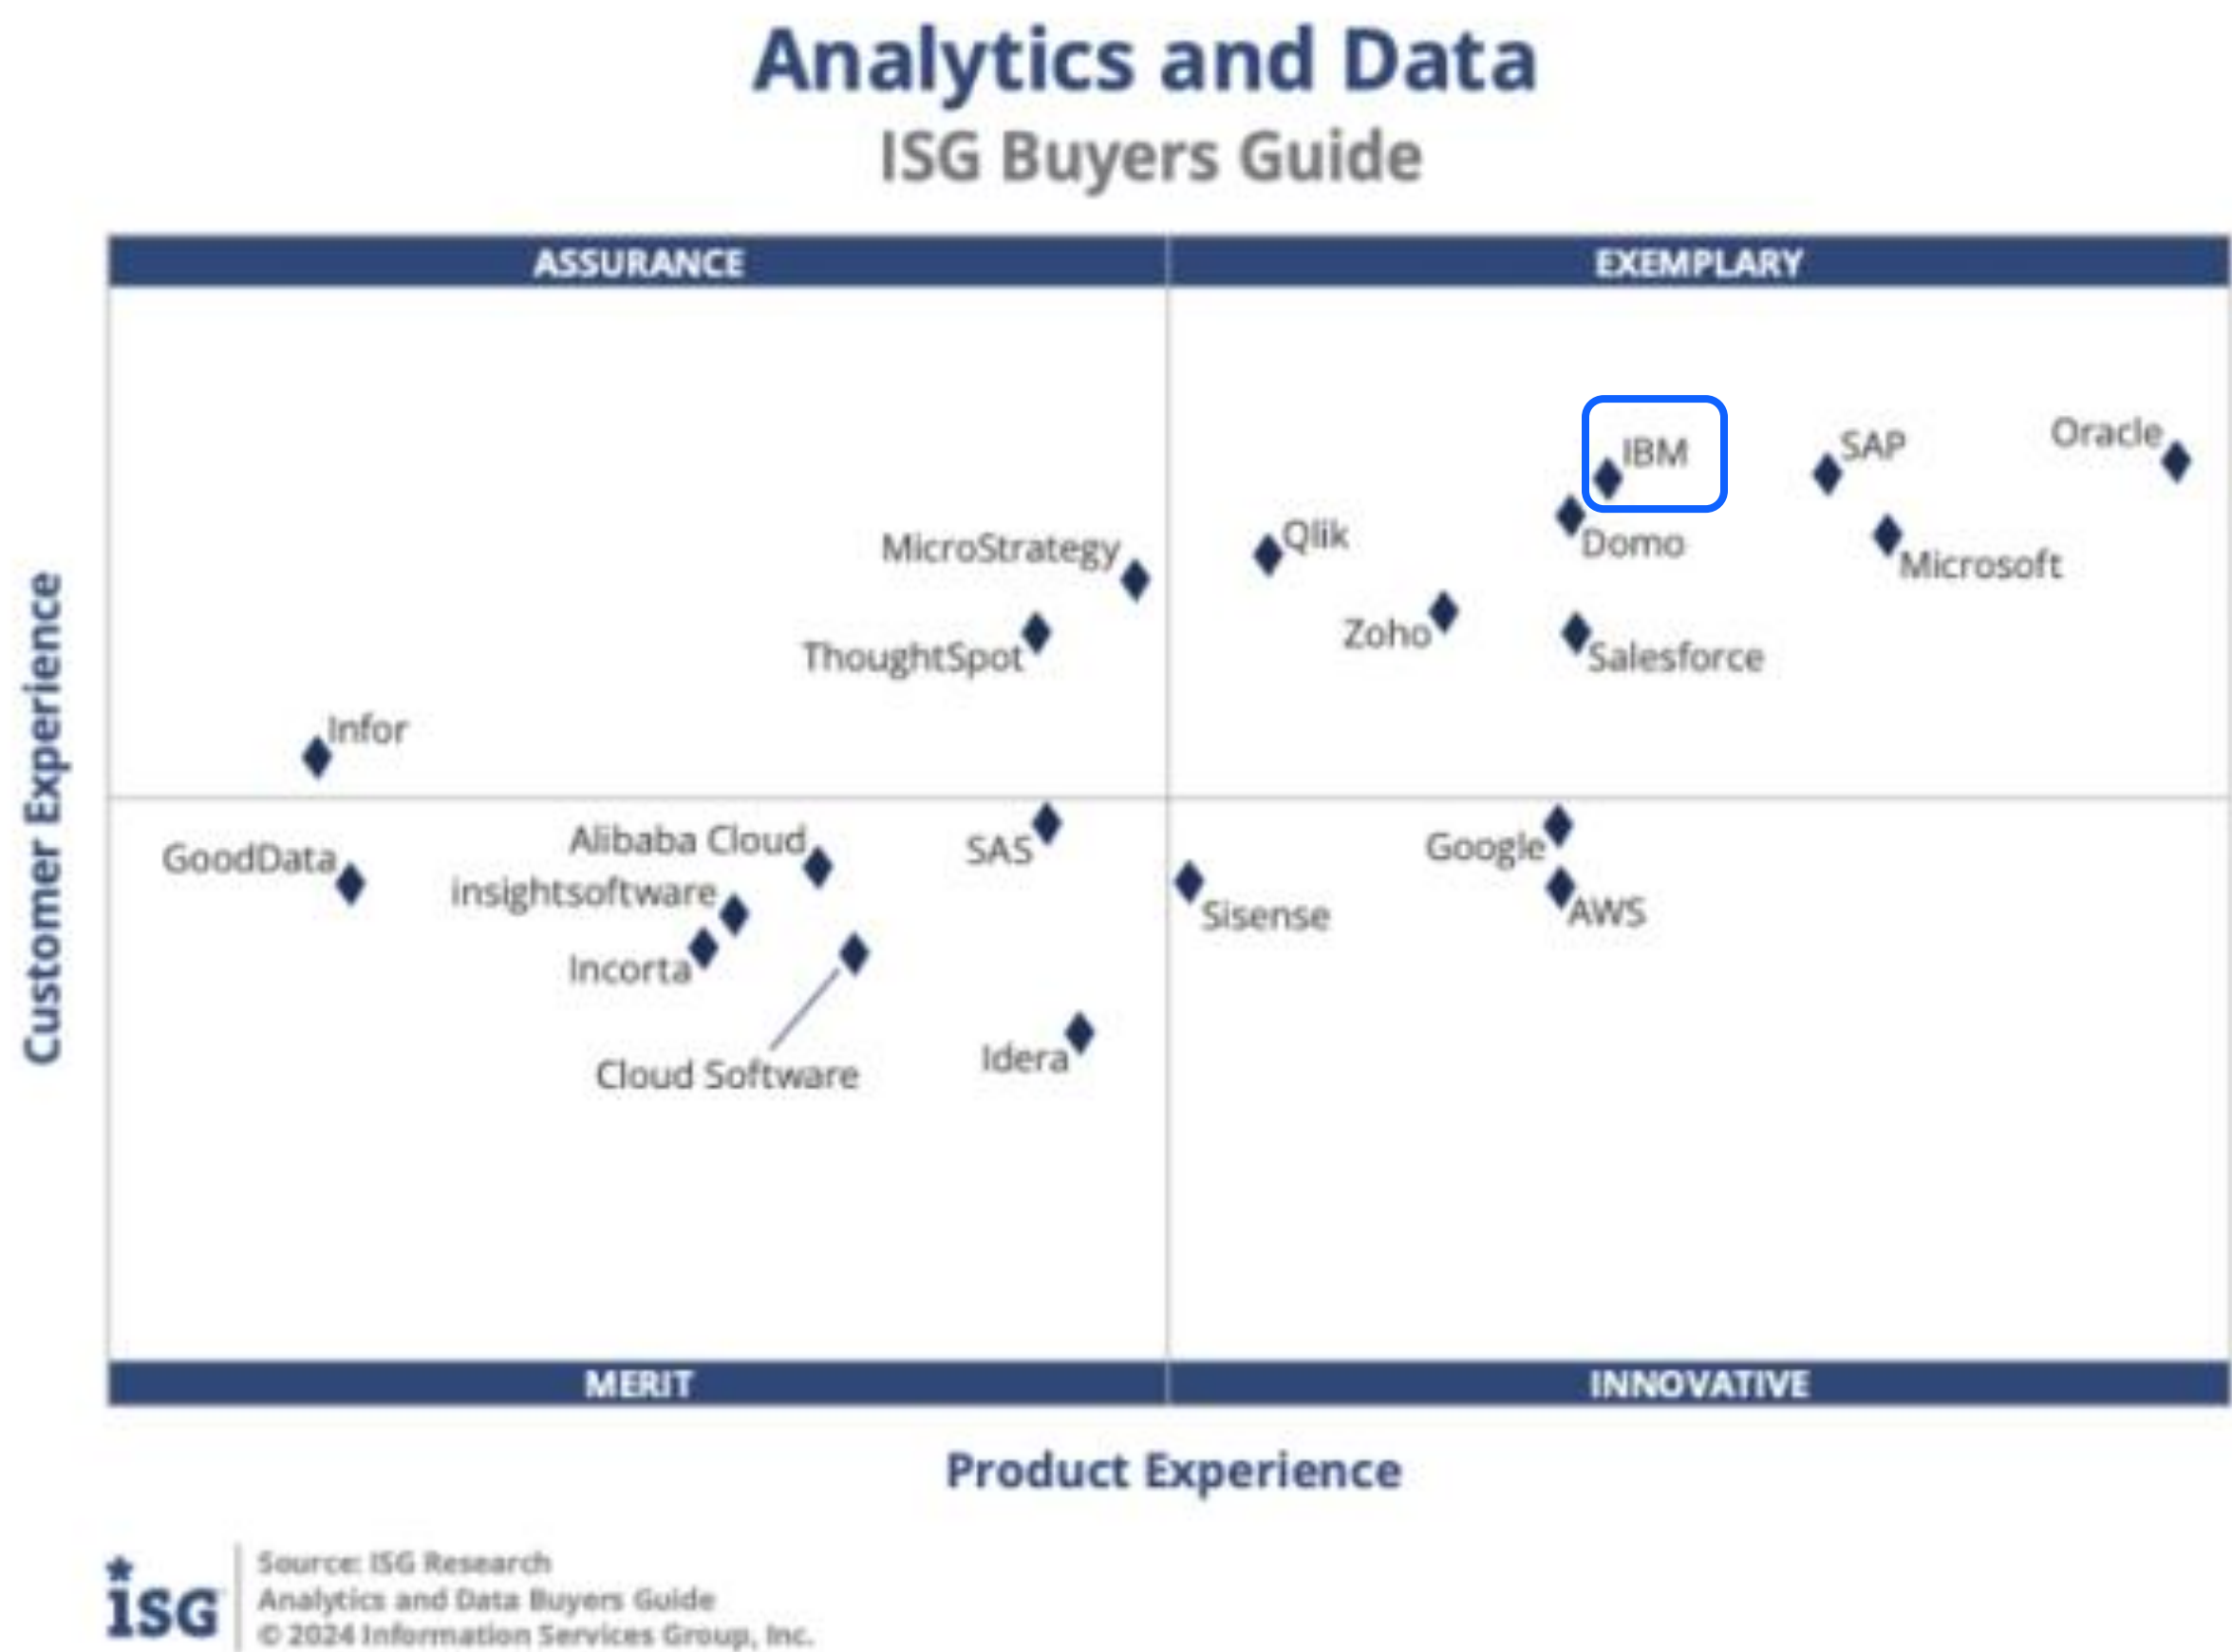 Analytics and Data
ISG Buyers Guide
ASSURANCE
EXEMPLARY
Customer Experience
Oracle
SAP
IBM
Qlik
Domo
MicroStrategy
Microsoft
Zoho
ThoughtSpot
Salesforce
Infor
Alibaba Cloud
SAS
Google
GoodData
insightsoftware
AWS
Sisense
Incorta
Idera
Cloud Software
MERIT
INNOVATIVE
Product Experience
isG
Source: ISG Research
Analytics and Data Buyers Guide
© 2024 Information Services Group, Inc.